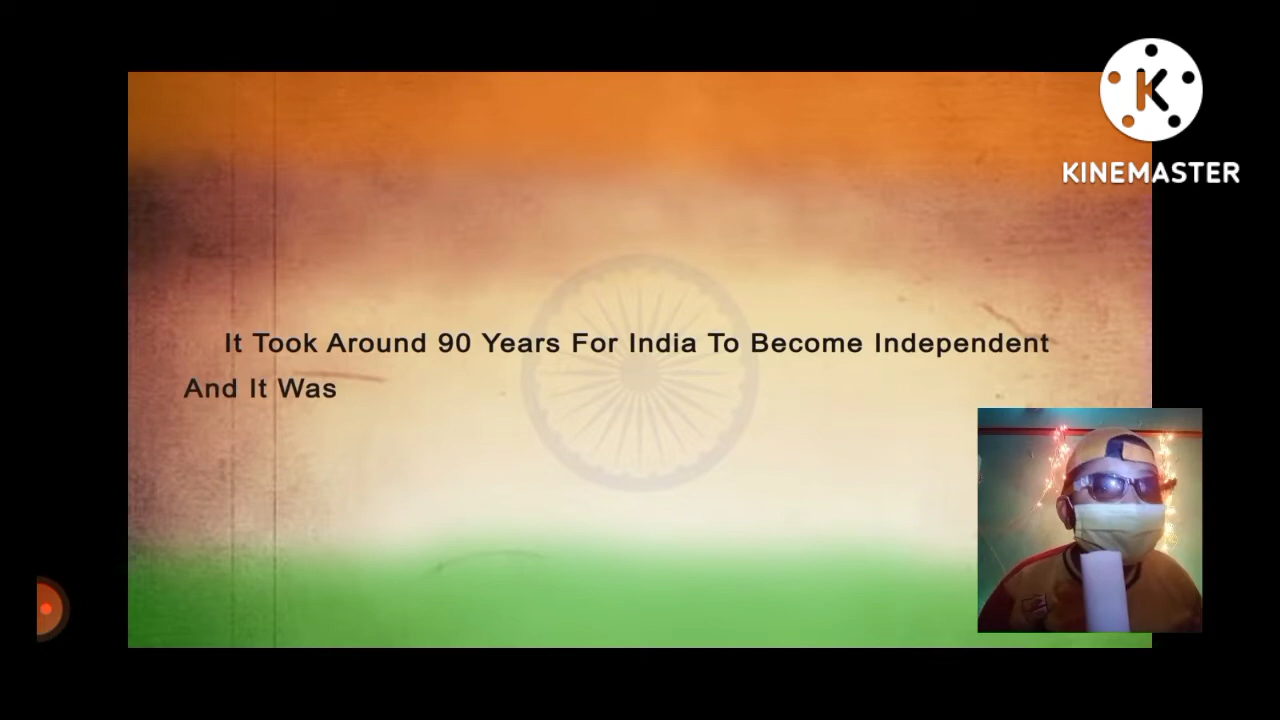 KINEMASTER
It Took Around 90 Years For India To Become Independent
And It Was